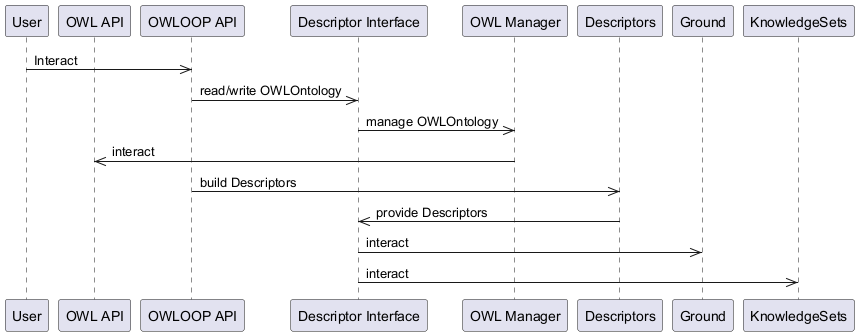 User OWL API OWLOOP API Descriptor Interface OWL Manager Descriptors Ground KnowledgeSets
Interact
read/write OWLOntology
manage OWLOntology
interact
build Descriptors
provide Descriptors
interact
interact
User OWL API OWLOOP API Descriptor Interface OWL Manager Descriptors Ground KnowledgeSets